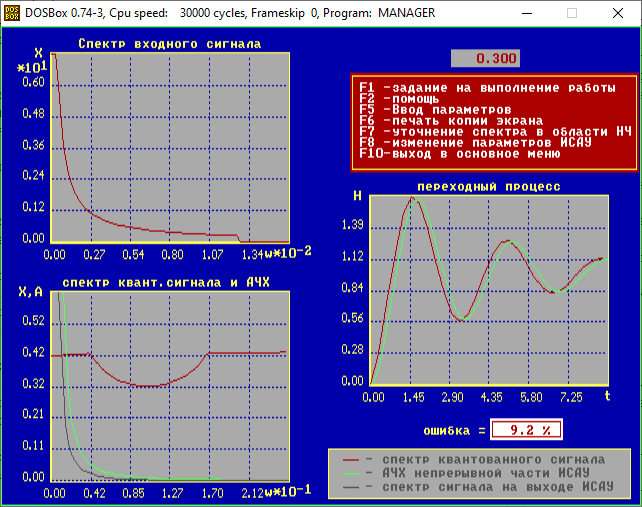 DOSBox 0.74-3, Cpu speed: 30000 cycles, Frameskip 0, Program: MANAGER
Спектр входного сигнала
X
*10¹
0.60
0.48
0.36
0.24
0.12
0.00
0.00 0.27 0.54 0.80 1.07 1.34 w*10⁻²
0.300
F1 -задание на выполнение работы
F2 -помощь
F5 -Ввод параметров
F6 -печать копии экрана
F7 -уточнение спектра в области НЧ
F8 -изменение параметров ИСАУ
F10-выход в основное меню
переходный процесс
H
1.39
1.12
0.84
0.56
0.28
0.00
0.00 1.45 2.90 4.35 5.80 7.25 t
спектр квант.сигнала и АЧХ
X,A
0.52
0.42
0.32
0.21
0.11
0.00
0.00 0.42 0.85 1.27 1.70 2.12 w*10⁻¹
ошибка = 9.2 %
- спектр квантованного сигнала
- АЧХ непрерывной части ИСАУ
- спектр сигнала на выходе ИСАУ